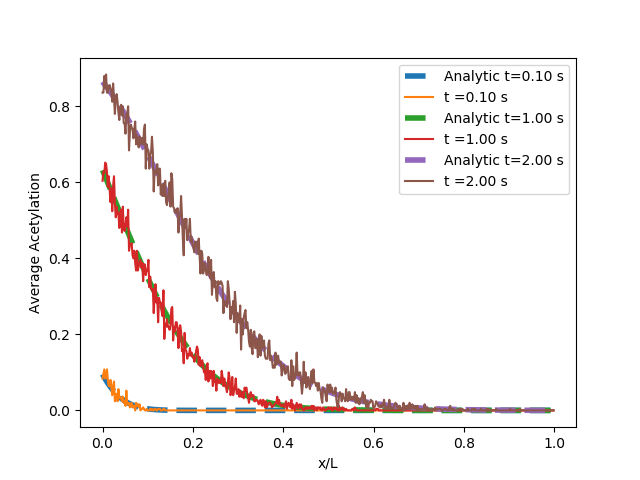 Analytic t=0.10 s
t =0.10 s
Analytic t=1.00 s
t =1.00 s
Analytic t=2.00 s
t =2.00 s
Average Acetylation
0.8
0.6
0.4
0.2
0.0
0.0 0.2 0.4 0.6 0.8 1.0
x/L